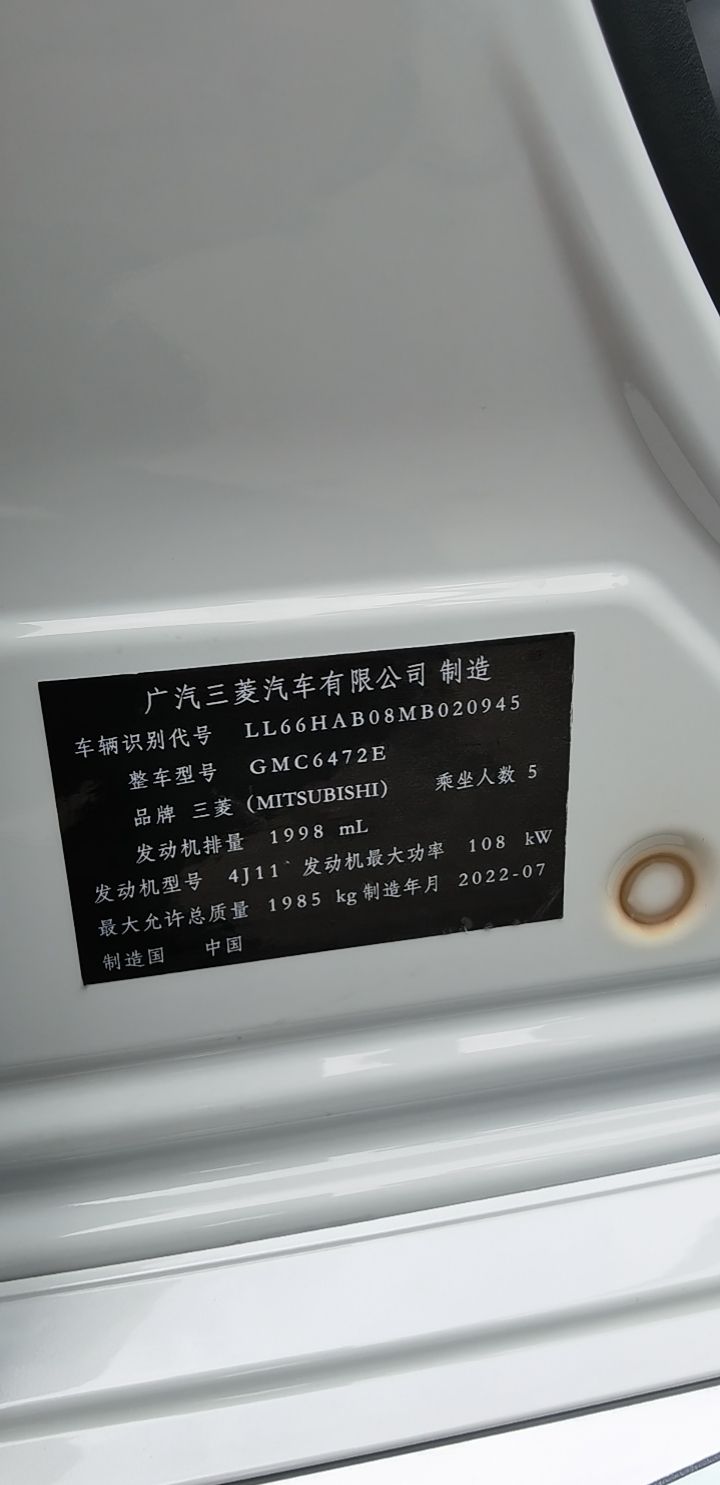 广汽三菱汽车有限公司 制造
车辆识别代号 LL66HAB08MB020945
整车型号 GMC6472E
品牌 三菱(MITSUBISHI) 乘坐人数 5
发动机排量 1998 mL
发动机型号 4J11 发动机最大功率 108 kW
最大允许总质量 1985 kg 制造年月 2022-07
制造国 中国